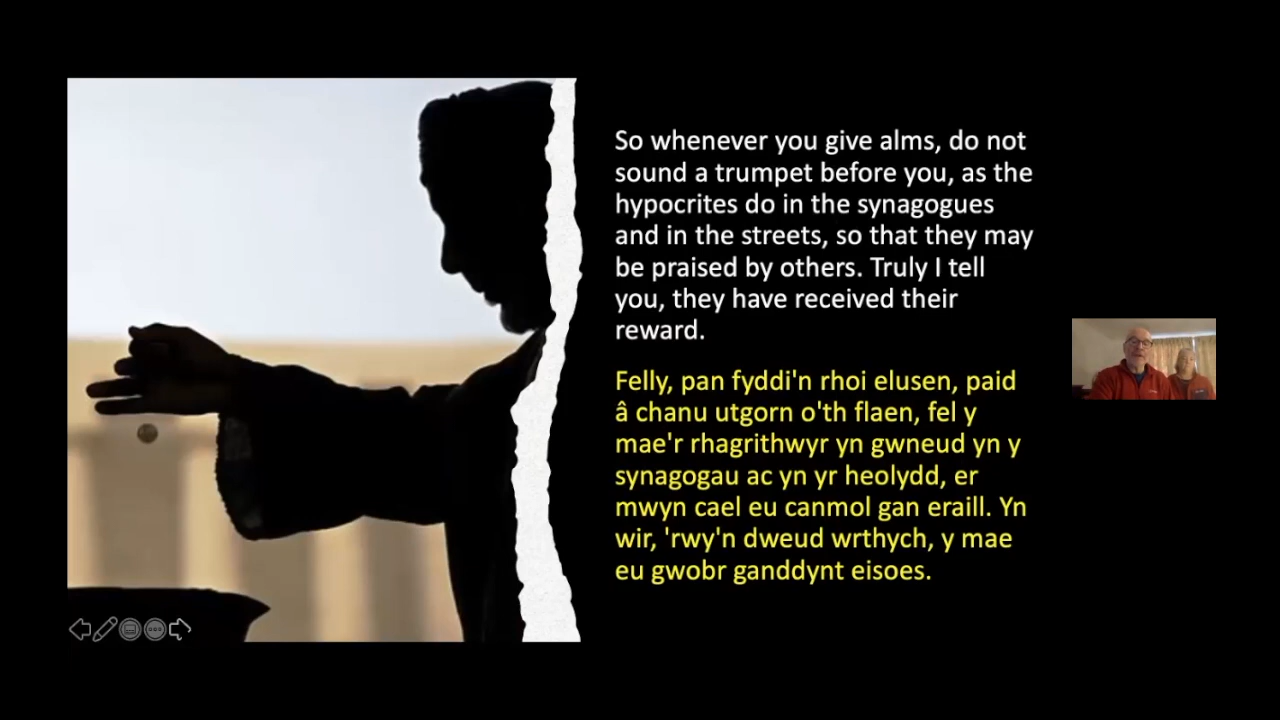 So whenever you give alms, do not
sound a trumpet before you, as the
hypocrites do in the synagogues
and in the streets, so that they may
be praised by others. Truly I tell
you, they have received their
reward.
Felly, pan fyddi'n rhoi elusen, paid
â chanu utgorn o'th flaen, fel y
mae'r rhagrithwyr yn gwneud yn y
synagogau ac yn yr heolydd, er
mwyn cael eu canmol gan eraill. Yn
wir, 'rwy'n dweud wrthych, y mae
eu gwobr ganddynt eisoes.